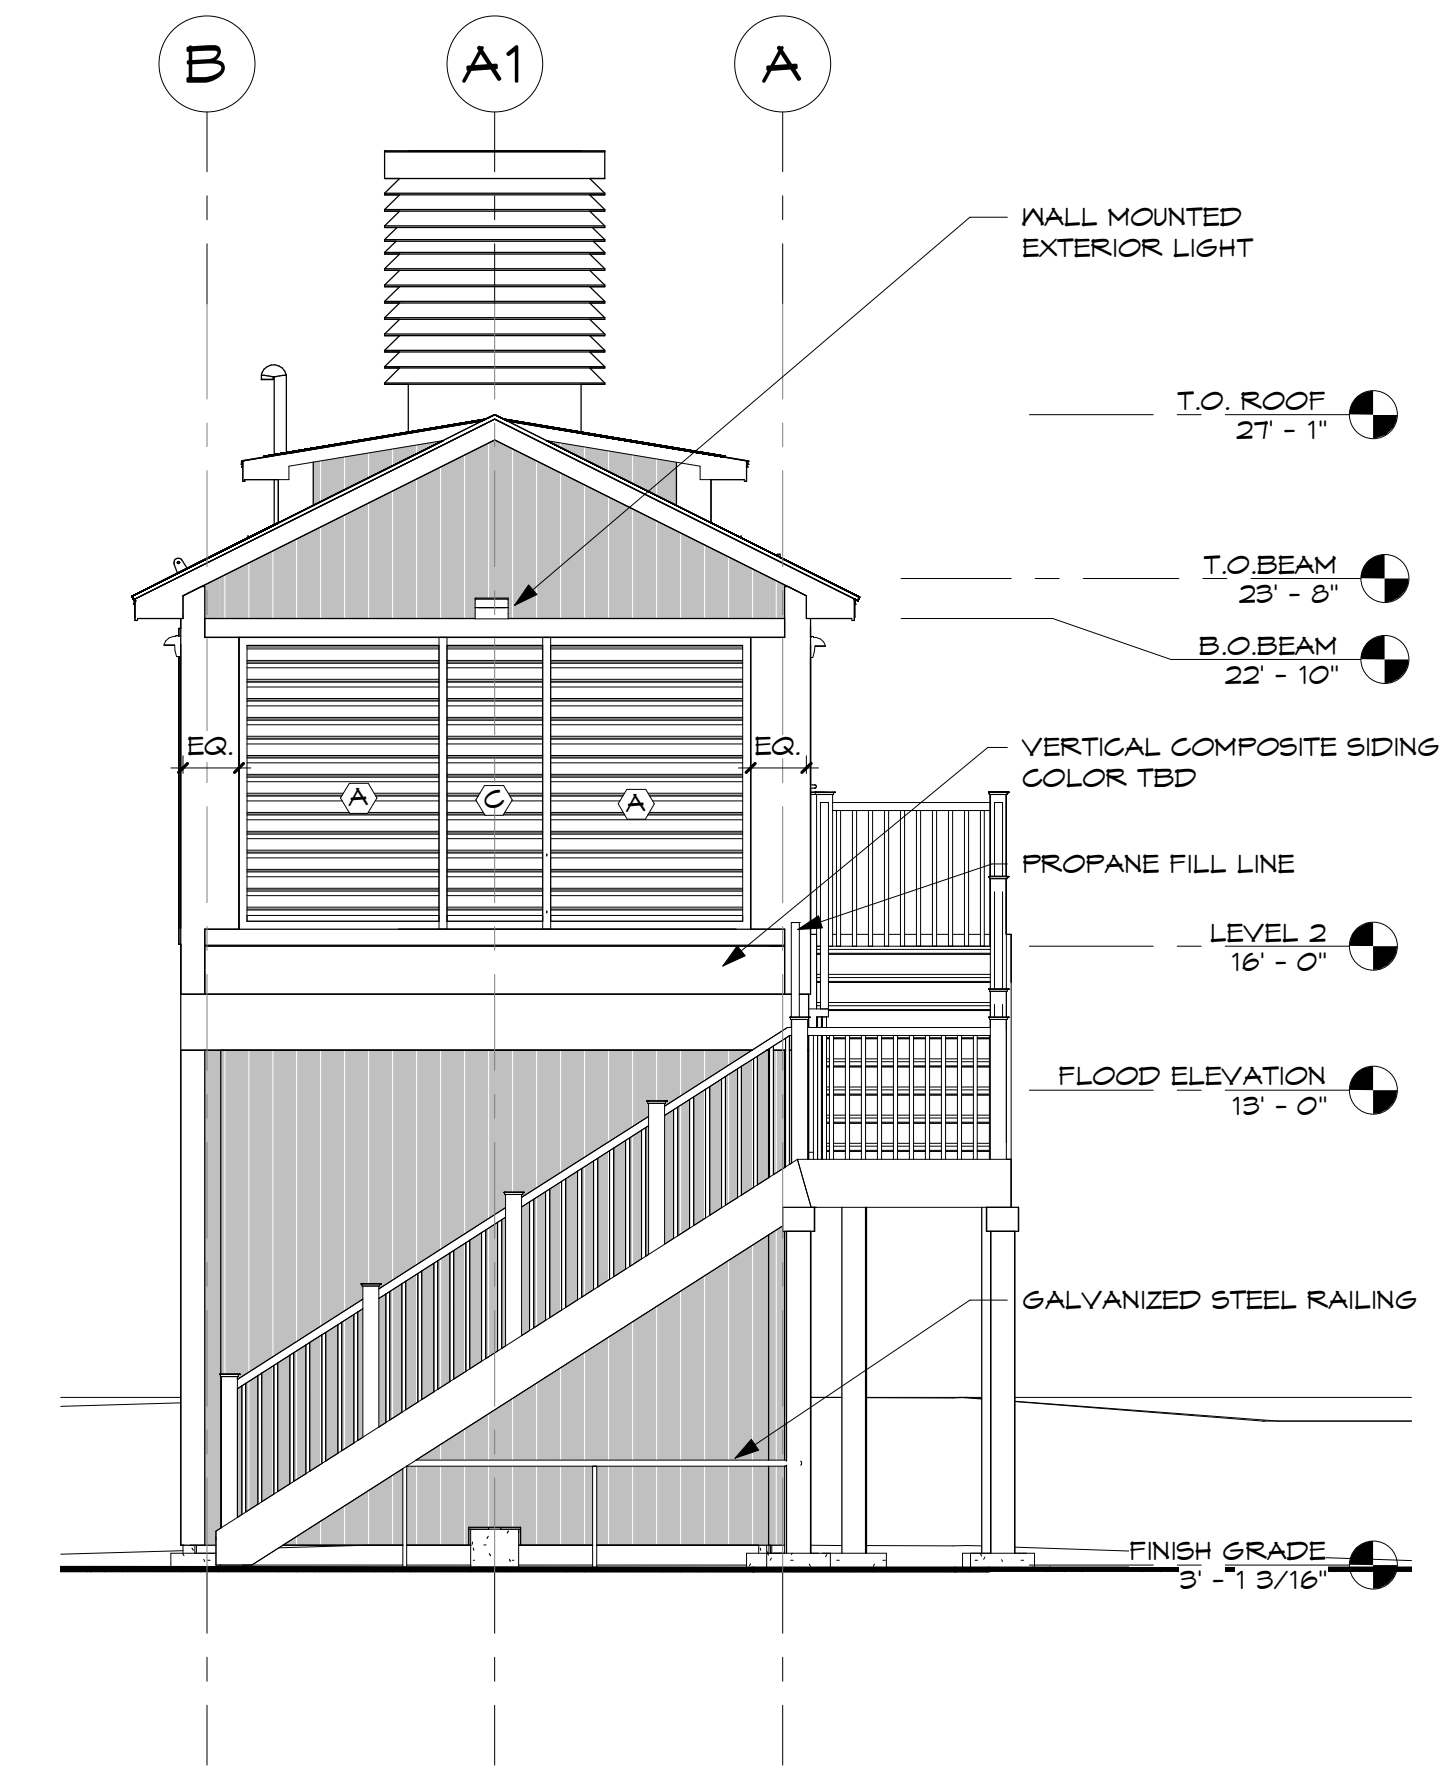 B
A1
A
WALL MOUNTED
EXTERIOR LIGHT
T.O. ROOF
27' - 1"
T.O.BEAM
23' - 8"
B.O.BEAM
22' - 10"
EQ.
EQ.
VERTICAL COMPOSITE SIDING
COLOR TBD
A
C
A
PROPANE FILL LINE
LEVEL 2
16' - 0"
FLOOD ELEVATION
13' - 0"
GALVANIZED STEEL RAILING
FINISH GRADE
3' - 1 3/16"